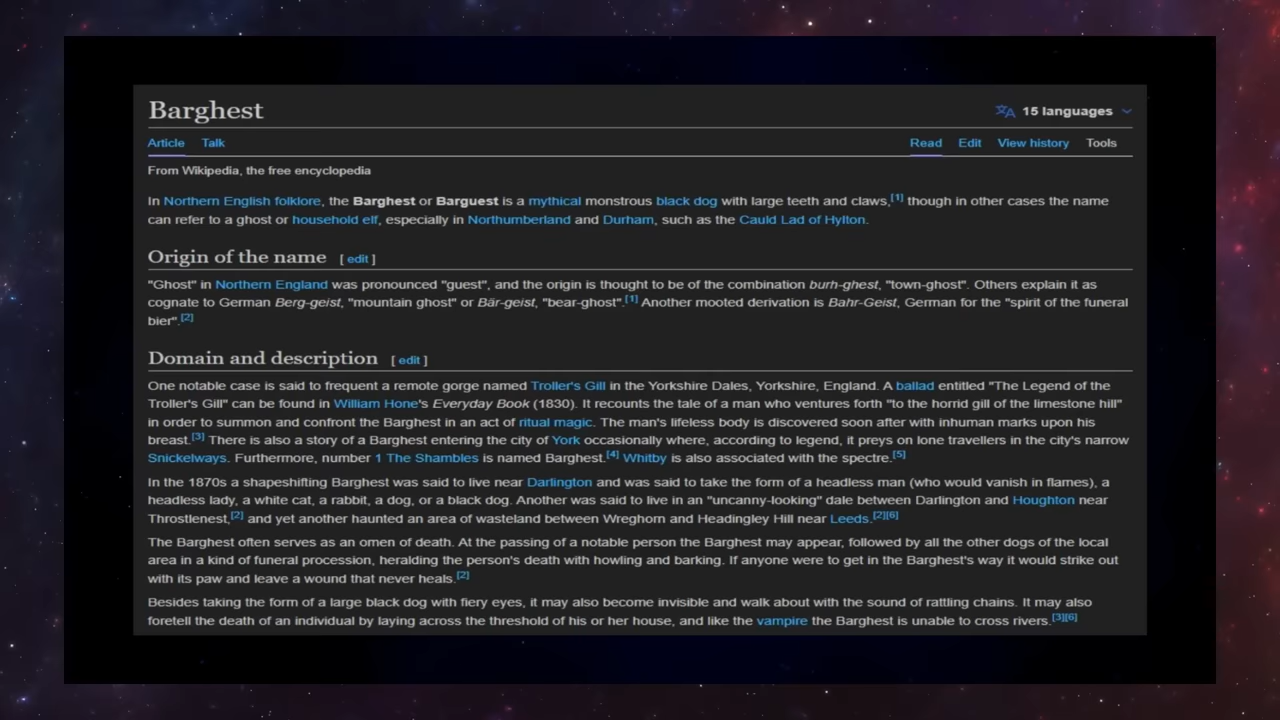 Barghest
15 languages
Article Talk Read Edit View history Tools
From Wikipedia, the free encyclopedia
In Northern English folklore, the Barghest or Barguest is a mythical monstrous black dog with large teeth and claws,[1] though in other cases the name
can refer to a ghost or household elf, especially in Northumberland and Durham, such as the Cauld Lad of Hylton.
Origin of the name [ edit ]
"Ghost" in Northern England was pronounced "guest", and the origin is thought to be of the combination burh-ghest, "town-ghost". Others explain it as
cognate to German Berg-geist, "mountain ghost" or Bär-geist, "bear-ghost".[1] Another mooted derivation is Bahr-Geist, German for the "spirit of the funeral
bier".[2]
Domain and description [ edit ]
One notable case is said to frequent a remote gorge named Troller's Gill in the Yorkshire Dales, Yorkshire, England. A ballad entitled "The Legend of the
Troller's Gill" can be found in William Hone's Everyday Book (1830). It recounts the tale of a man who ventures forth "to the horrid gill of the limestone hill"
in order to summon and confront the Barghest in an act of ritual magic. The man's lifeless body is discovered soon after with inhuman marks upon his
breast.[3] There is also a story of a Barghest entering the city of York occasionally where, according to legend, it preys on lone travellers in the city's narrow
Snickelways. Furthermore, number 1 The Shambles is named Barghest.[4] Whitby is also associated with the spectre.[5]
In the 1870s a shapeshifting Barghest was said to live near Darlington and was said to take the form of a headless man (who would vanish in flames), a
headless lady, a white cat, a rabbit, a dog, or a black dog. Another was said to live in an "uncanny-looking" dale between Darlington and Houghton near
Throstlenest,[2] and yet another haunted an area of wasteland between Wreghorn and Headingley Hill near Leeds.[2][6]
The Barghest often serves as an omen of death. At the passing of a notable person the Barghest may appear, followed by all the other dogs of the local
area in a kind of funeral procession, heralding the person's death with howling and barking. If anyone were to get in the Barghest's way it would strike out
with its paw and leave a wound that never heals.[2]
Besides taking the form of a large black dog with fiery eyes, it may also become invisible and walk about with the sound of rattling chains. It may also
foretell the death of an individual by laying across the threshold of his or her house, and like the vampire the Barghest is unable to cross rivers.[3][6]